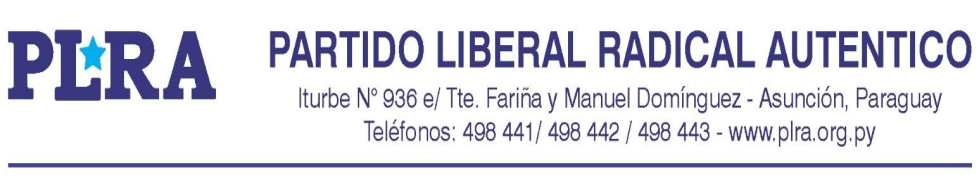 PLRA
PARTIDO LIBERAL RADICAL AUTENTICO
Iturbe N° 936 e/ Tte. Fariña y Manuel Domínguez - Asunción, Paraguay
Teléfonos: 498 441/ 498 442 / 498 443 - www.plra.org.py